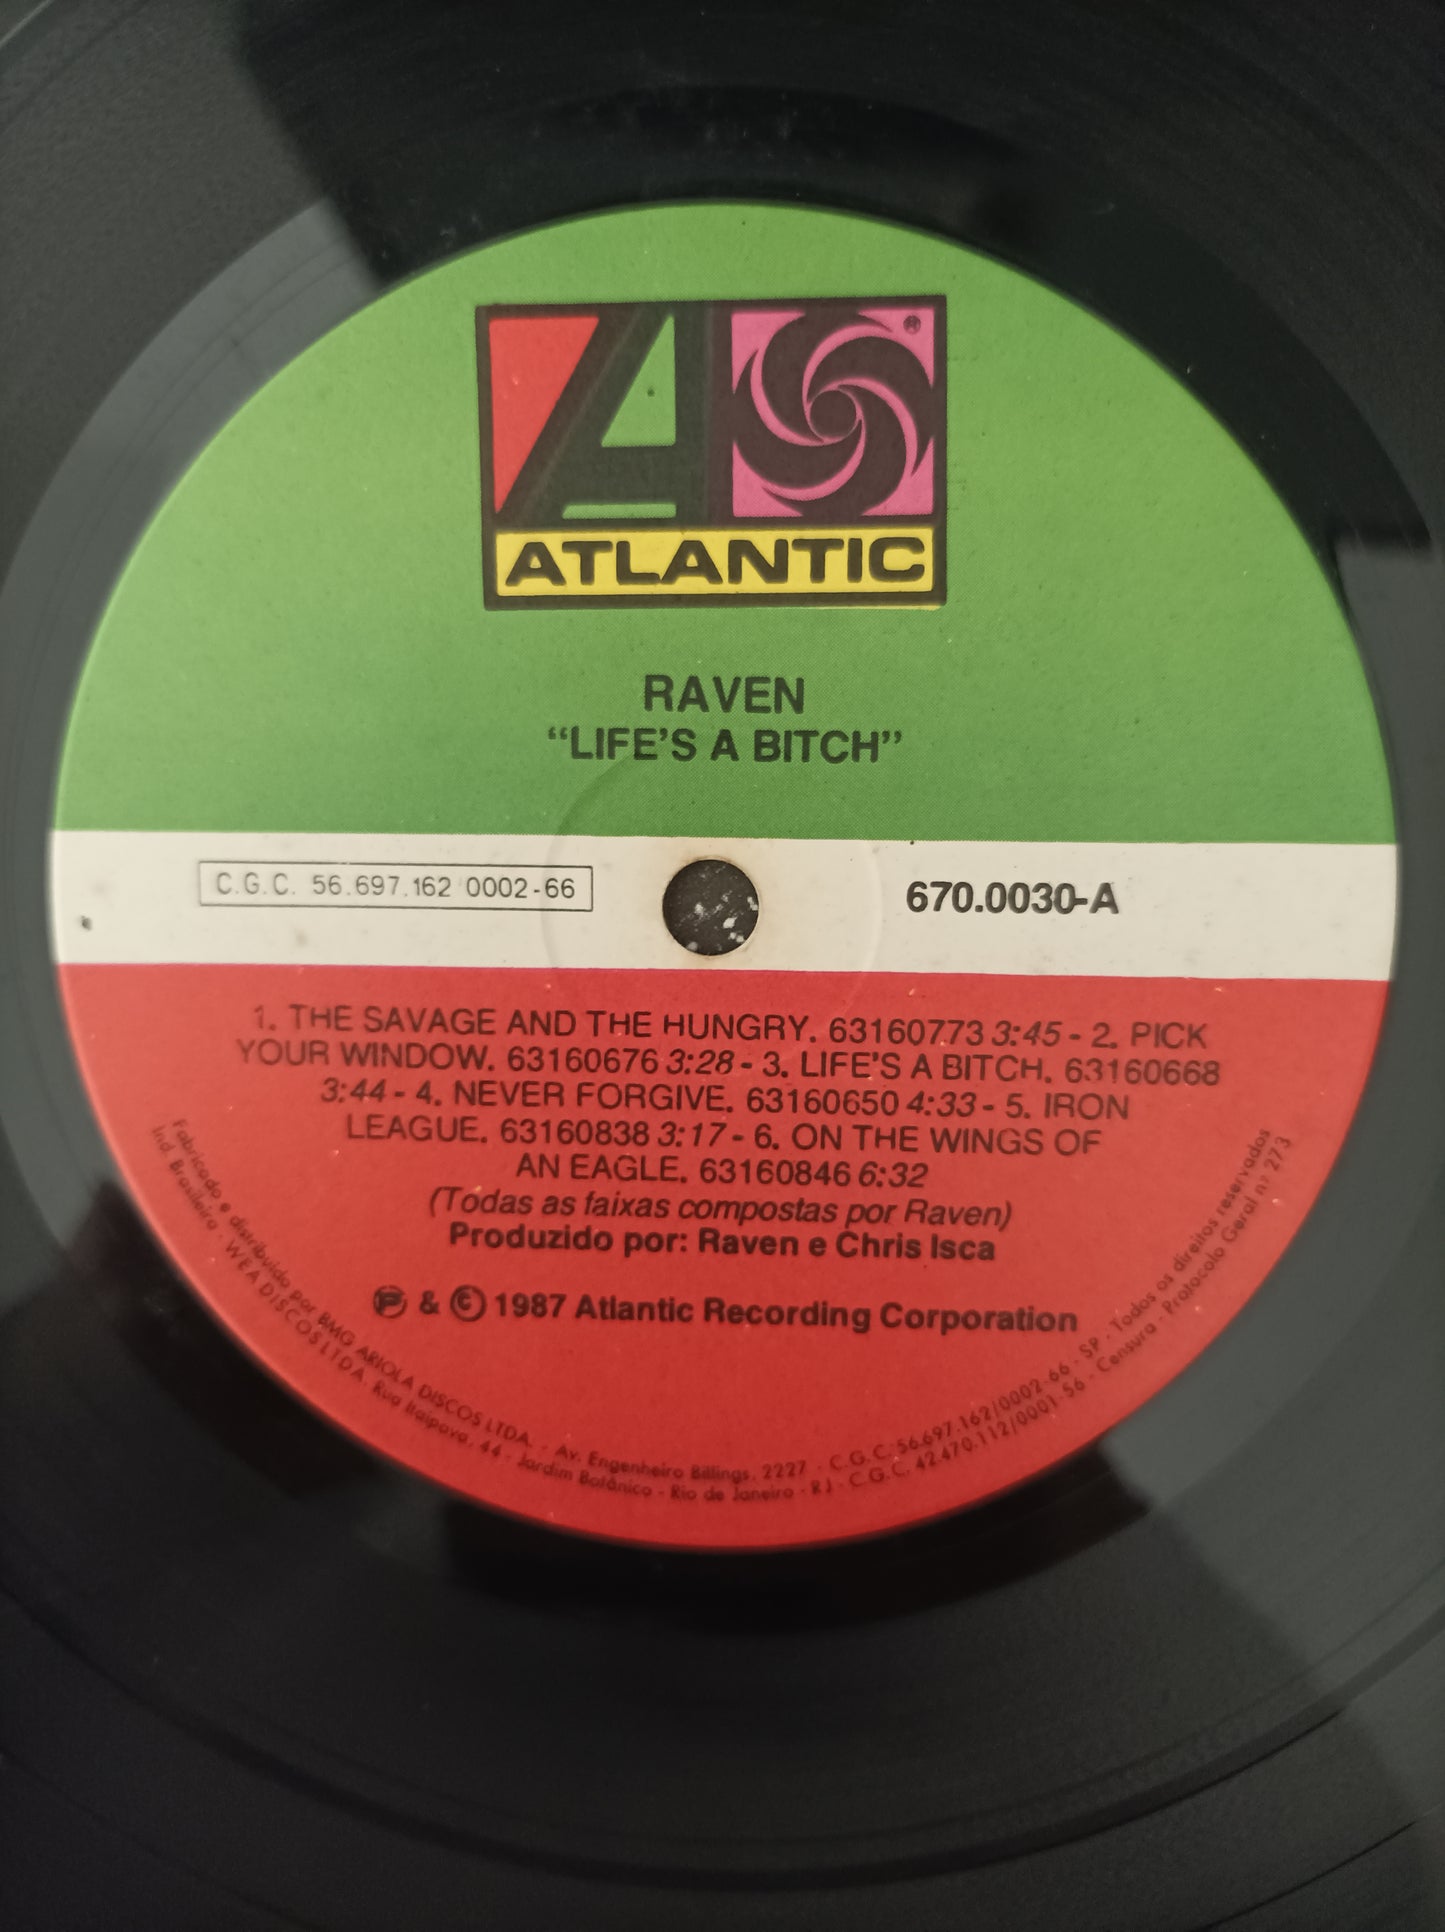 ®
ATLANTIC
RAVEN
“LIFE’S A BITCH”
C.G.C. 56.697.162 0002-66
670.0030-A
1. THE SAVAGE AND THE HUNGRY. 63160773 3:45 - 2. PICK
YOUR WINDOW. 63160676 3:28 - 3. LIFE’S A BITCH. 63160668
3:44 - 4. NEVER FORGIVE. 63160650 4:33 - 5. IRON
LEAGUE. 63160838 3:17 - 6. ON THE WINGS OF
AN EAGLE. 63160846 6:32
(Todas as faixas compostas por Raven)
Produzido por: Raven e Chris Isca
℗ & © 1987 Atlantic Recording Corporation
Fabricado e distribuído por BMG ARIOLA DISCOS LTDA. - Av. Engenheiro Billings, 2227 - C.G.C. 56.697.162/0002-66 - SP - Todos os direitos reservados
Ind. Brasileira - WEA DISCOS LTDA. Rua Itaipava, 44 - Jardim Botânico - Rio de Janeiro - RJ - C.G.C. 42.470.112/0001-56 - Censura - Protocolo Geral nº 273